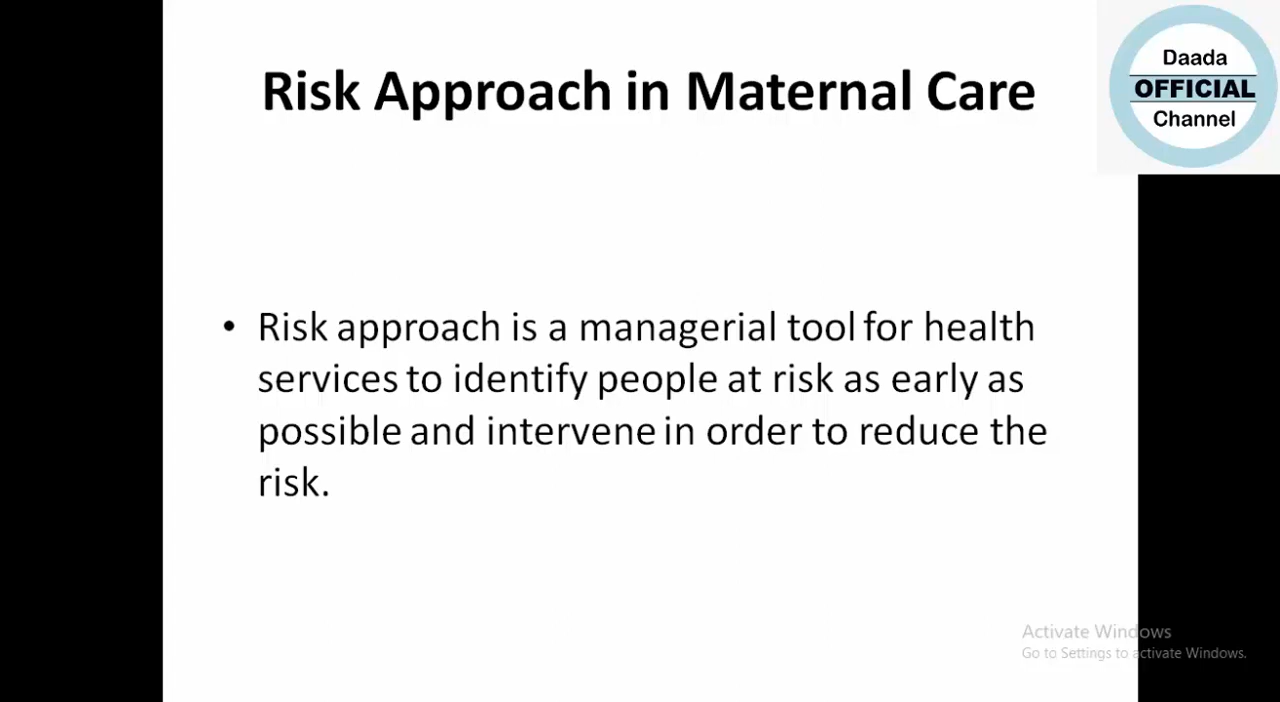 Risk Approach in Maternal Care
Daada
OFFICIAL
Channel
• Risk approach is a managerial tool for health
services to identify people at risk as early as
possible and intervene in order to reduce the
risk.
Activate Windows
Go to Settings to activate Windows.